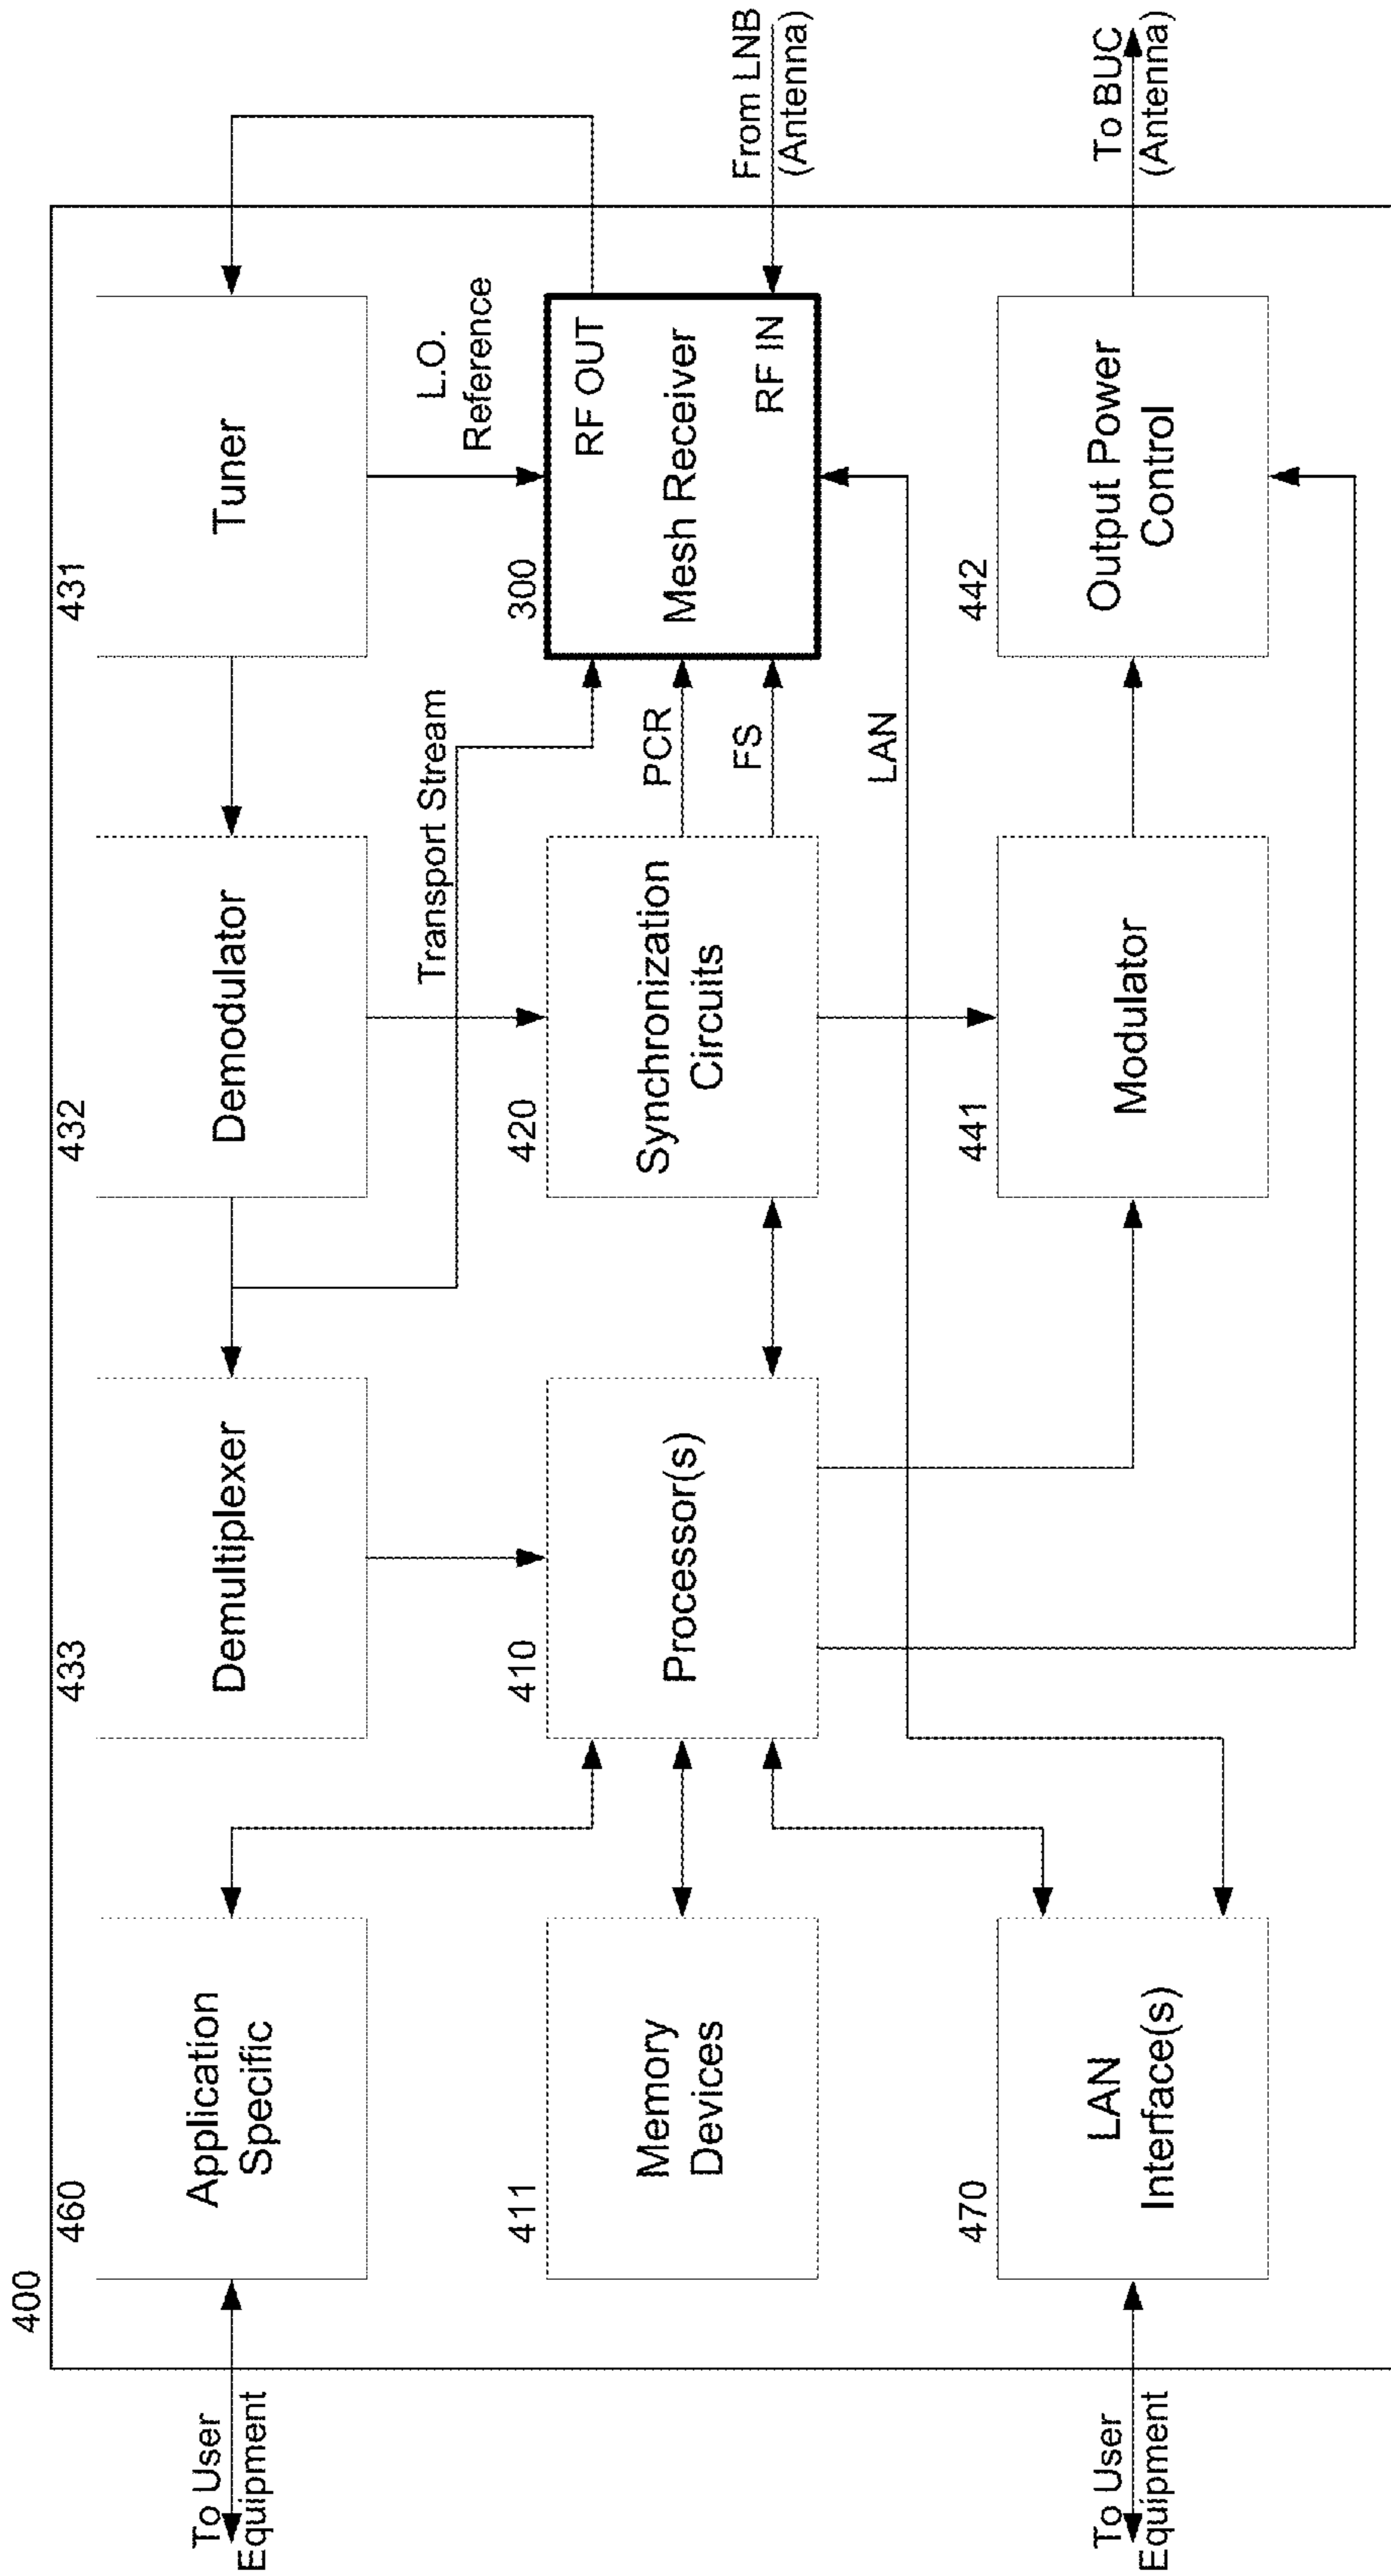 400
460
Application
Specific
433
Demultiplexer
432
Demodulator
431
Tuner
To User
Equipment
Transport Stream
L.O.
Reference
411
Memory
Devices
410
Processor(s)
420
Synchronization
Circuits
PCR
FS
300
RF OUT
Mesh Receiver
RF IN
From LNB
(Antenna)
LAN
470
LAN
Interface(s)
441
Modulator
442
Output Power
Control
To User
Equipment
To BUC
(Antenna)